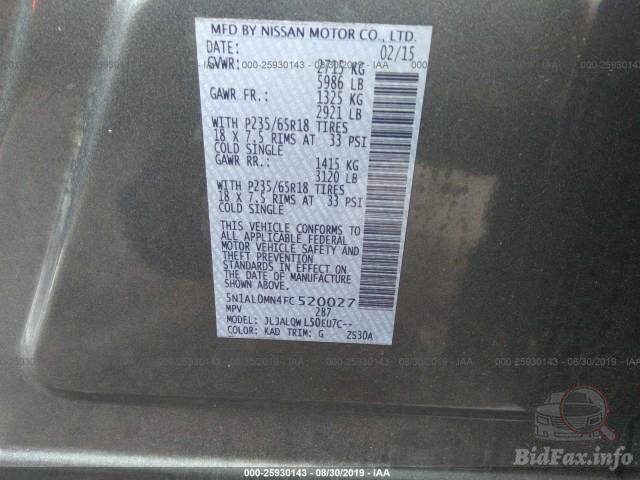 MFD BY NISSAN MOTOR CO., LTD.
DATE: 02/15
GVWR: 2715 KG
5986 LB
GAWR FR.: 1325 KG
2921 LB
WITH P235/65R18 TIRES
18 X 7.5 RIMS AT 33 PSI
COLD SINGLE
GAWR RR.: 1415 KG
3120 LB
WITH P235/65R18 TIRES
18 X 7.5 RIMS AT 33 PSI
COLD SINGLE
THIS VEHICLE CONFORMS TO
ALL APPLICABLE FEDERAL
MOTOR VEHICLE SAFETY AND
THEFT PREVENTION
STANDARDS IN EFFECT ON
THE DATE OF MANUFACTURE
SHOWN ABOVE.
5N1AL0MN4FC520027
MPV 287
MODEL: JLJALQWL50EU7C--
COLOR: KAD TRIM: G 2S30A
000-25930143 - 08/30/2019 - IAA
BidFax.info